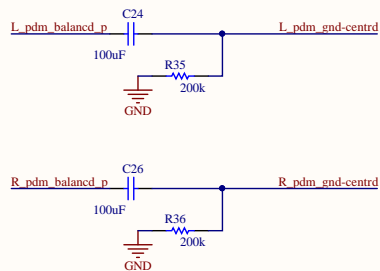 C24
L_pdm_balancd_p L_pdm_gnd-centrd
100uF
R35
200k
GND
C26
R_pdm_balancd_p R_pdm_gnd-centrd
100uF
R36
200k
GND